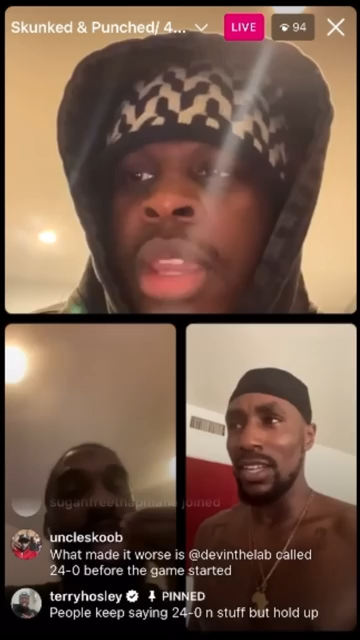 Skunked & Punched/ 4...
LIVE
94
joined
uncleskoob
What made it worse is @devinthelab called
24-0 before the game started
terryhosley PINNED
People keep saying 24-0 n stuff but hold up